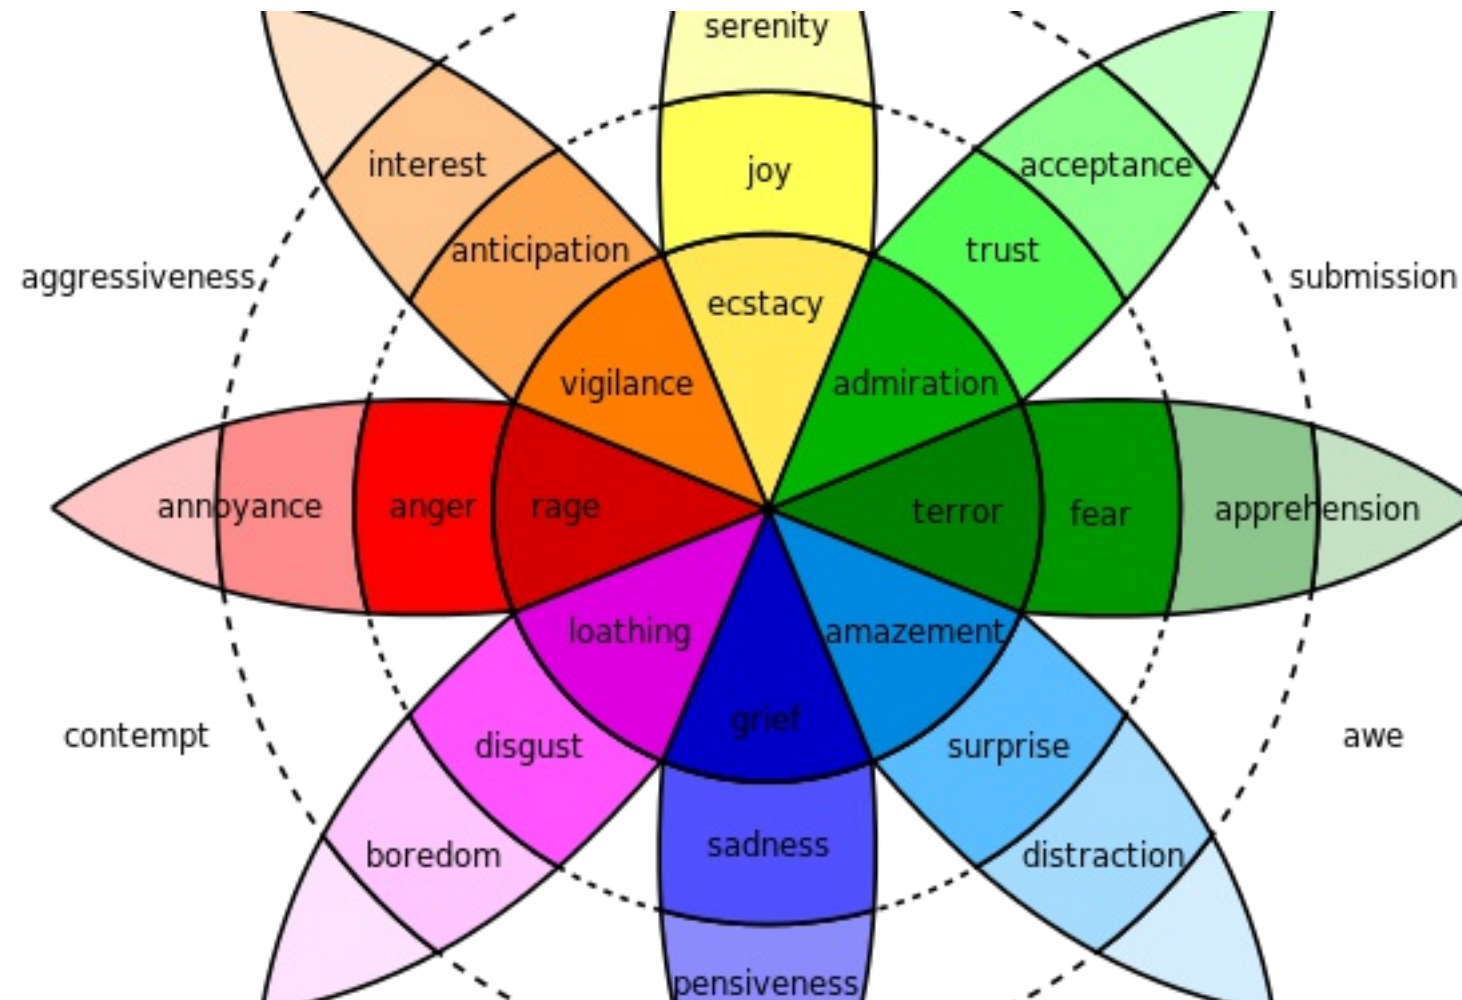 serenity
interest
joy
acceptance
anticipation
trust
aggressiveness
ecstacy
submission
vigilance
admiration
annoyance
anger
rage
terror
fear
apprehension
loathing
amazement
contempt
grief
awe
disgust
surprise
sadness
boredom
distraction
pensiveness